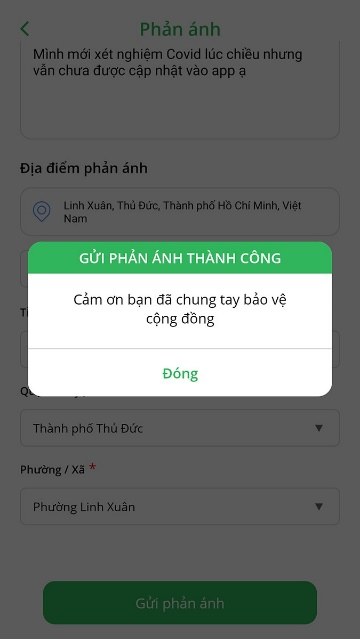 Phản ánh
Mình mới xét nghiệm Covid lúc chiều nhưng
vẫn chưa được cập nhật vào app ạ
Địa điểm phản ánh
Linh Xuân, Thủ Đức, Thành phố Hồ Chí Minh, Việt
Nam
GỬI PHẢN ÁNH THÀNH CÔNG
Cảm ơn bạn đã chung tay bảo vệ
cộng đồng
Đóng
Thành phố Thủ Đức
Phường / Xã *
Phường Linh Xuân
Gửi phản ánh